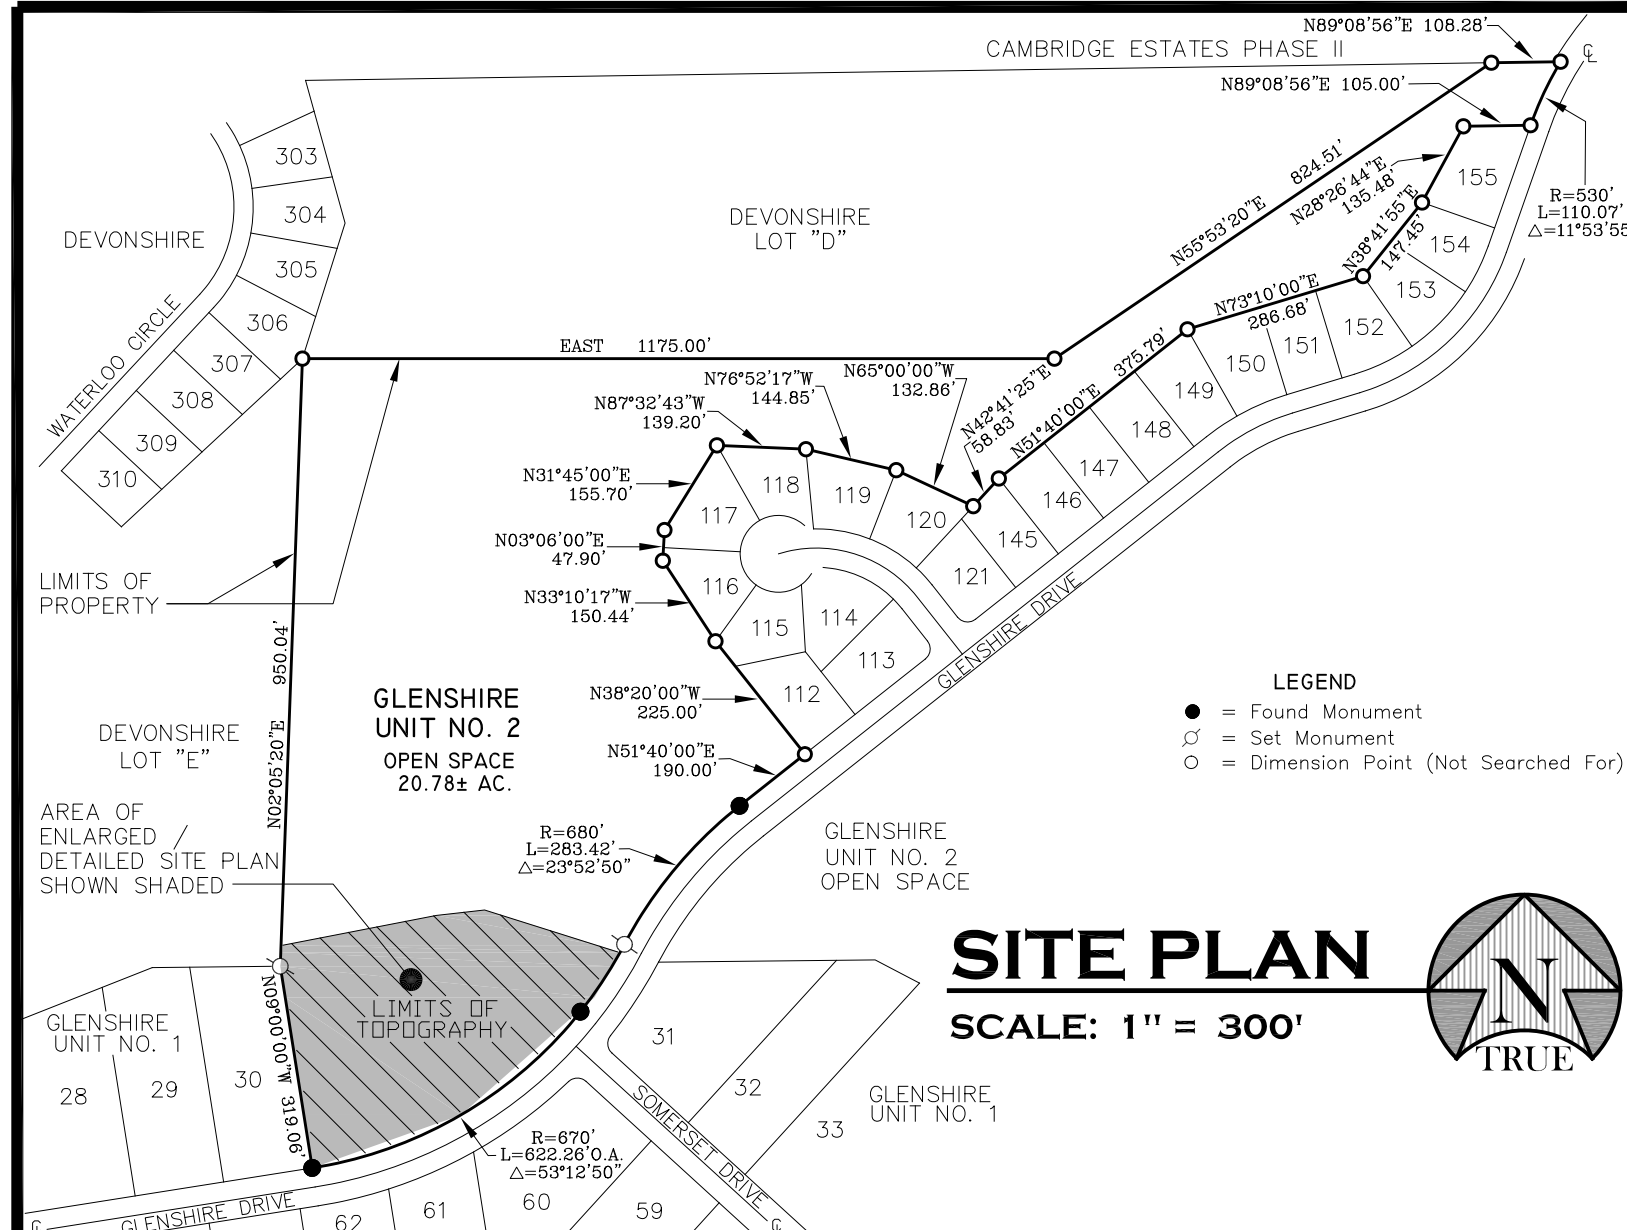 N89°08'56"E 108.28'
CAMBRIDGE ESTATES PHASE II
℄
N89°08'56"E 105.00'
303
304
305
306
307
308
309
310
DEVONSHIRE
WATERLOO CIRCLE
DEVONSHIRE
LOT "D"
N55°53'20"E 824.51'
N28°26'44"E
135.48'
155
R=530'
L=110.07'
△=11°53'55
N38°41'55"E
147.45'
154
153
N73°10'00"E
286.68'
152
151
150
149
148
147
146
145
EAST 1175.00'
N42°41'25"E
58.83'
N51°40'00"E 375.79'
N65°00'00"W
132.86'
N76°52'17"W
144.85'
N87°32'43"W
139.20'
N31°45'00"E
155.70'
N03°06'00"E
47.90'
N33°10'17"W
150.44'
118
119
120
117
121
116
115
114
113
112
GLENSHIRE DRIVE
LIMITS OF
PROPERTY
950.04'
N02°05'20"E
GLENSHIRE
UNIT NO. 2
OPEN SPACE
20.78± AC.
N38°20'00"W
225.00'
N51°40'00"E
190.00'
DEVONSHIRE
LOT "E"
AREA OF
ENLARGED /
DETAILED SITE PLAN
SHOWN SHADED
R=680'
L=283.42'
△=23°52'50"
LEGEND
= Found Monument
= Set Monument
= Dimension Point (Not Searched For)
GLENSHIRE
UNIT NO. 2
OPEN SPACE
SITE PLAN
SCALE: 1" = 300'
N
TRUE
LIMITS OF
TOPOGRAPHY
N09°00'00"W 319.06'
GLENSHIRE
UNIT NO. 1
28
29
30
31
32
33
GLENSHIRE
UNIT NO. 1
SOMERSET DRIVE
R=670'
L=622.26'O.A.
△=53°12'50"
GLENSHIRE DRIVE
℄
62
61
60
59
℄